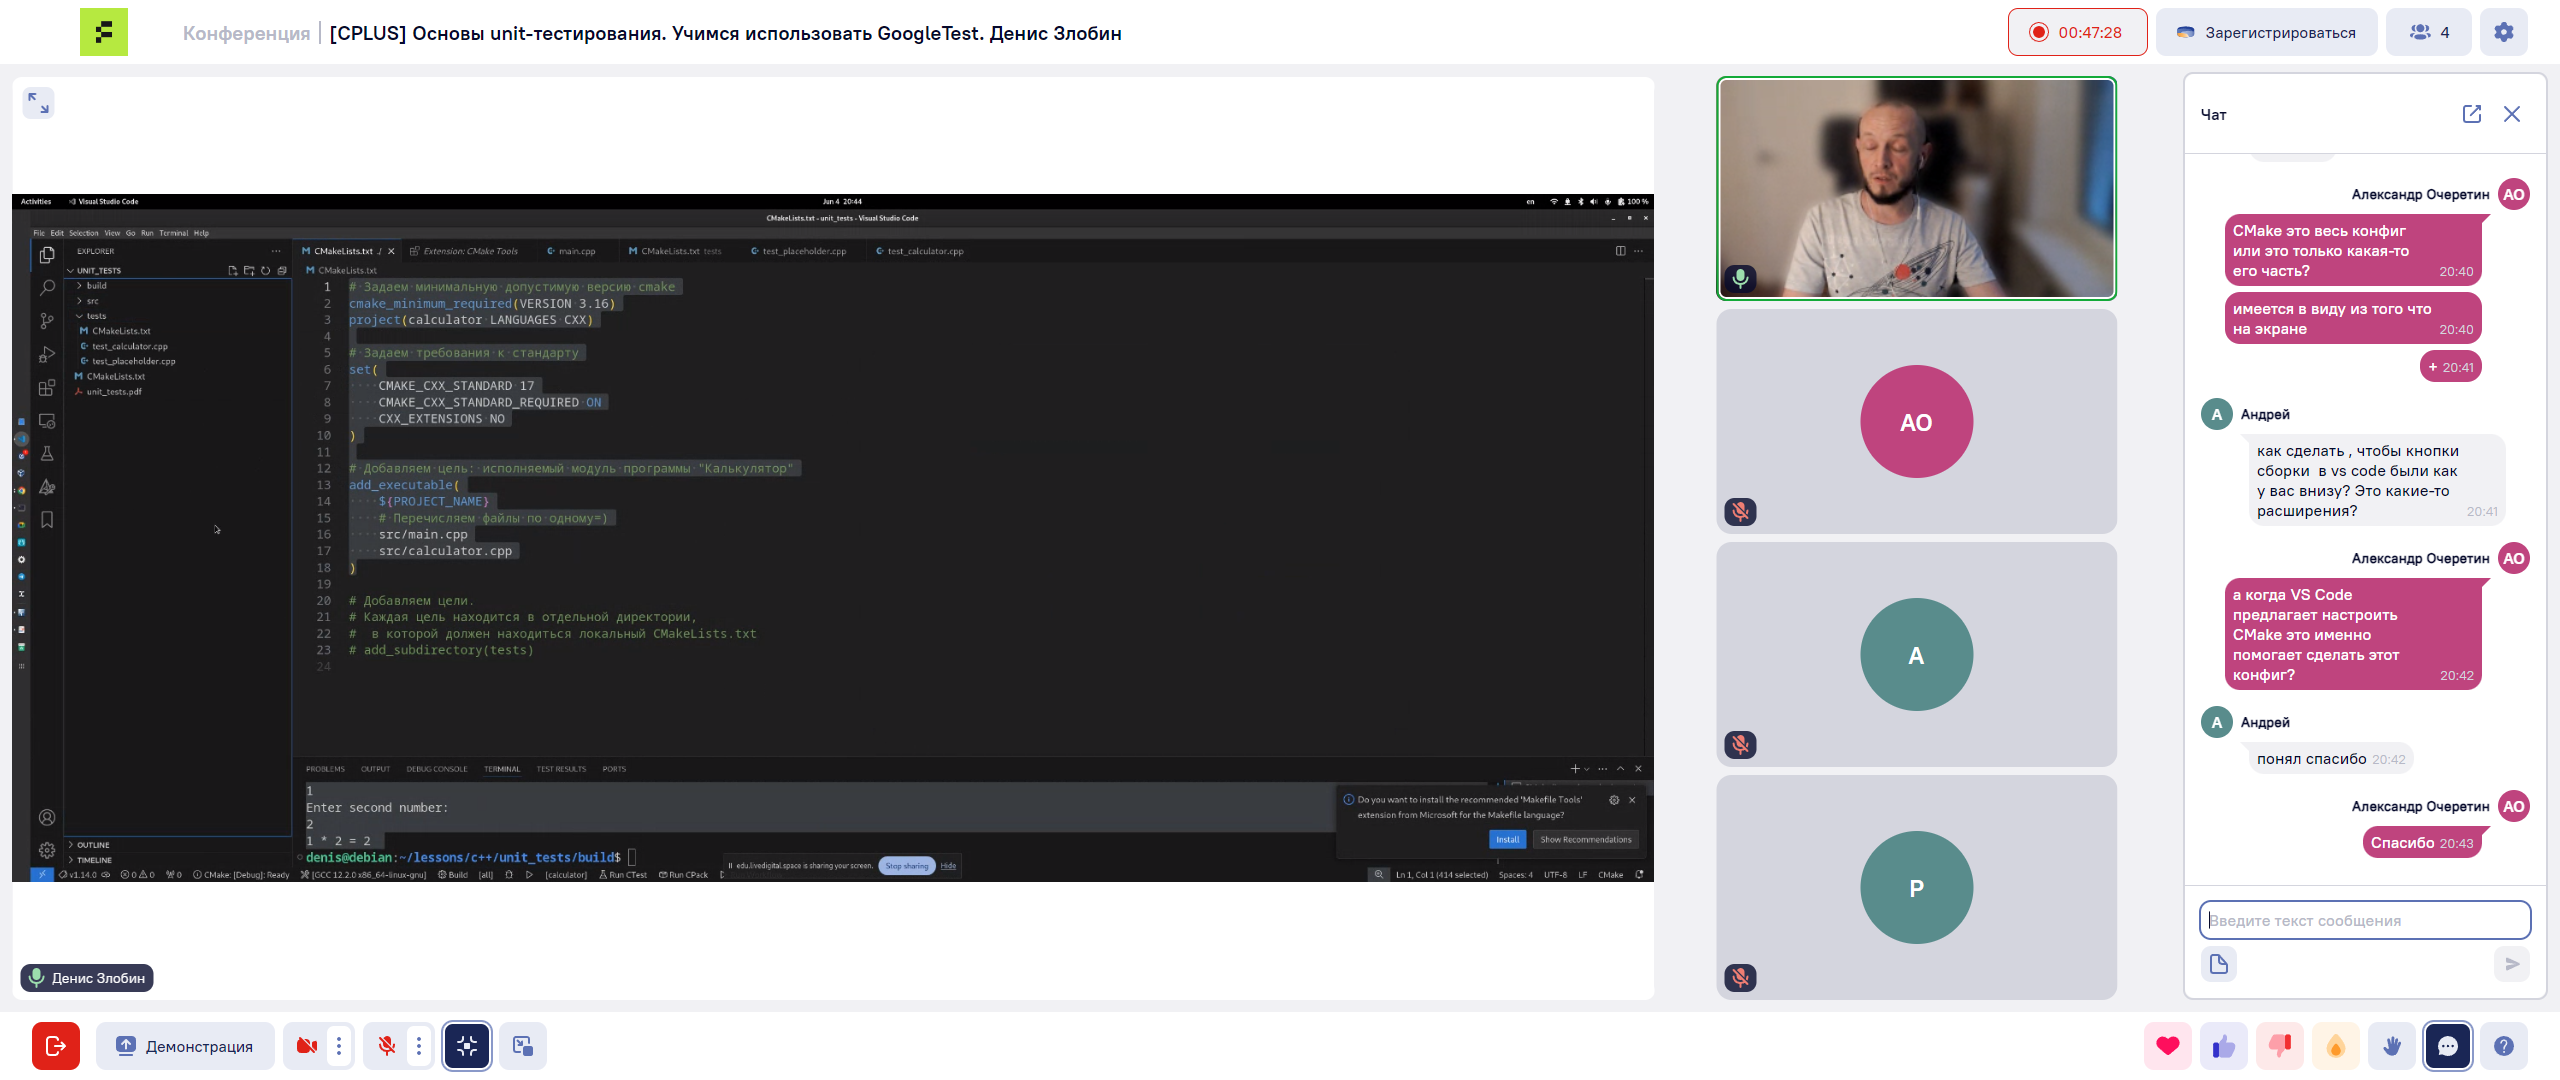 Конференция
[CPLUS] Основы unit-тестирования. Учимся использовать GoogleTest. Денис Злобин
00:47:28
Зарегистрироваться
4
Activities
Visual Studio Code
Jun 4 20:44
en
100 %
CMakeLists.txt - unit_tests - Visual Studio Code
File Edit Selection View Go Run Terminal Help
EXPLORER
UNIT_TESTS
build
src
tests
CMakeLists.txt
test_calculator.cpp
test_placeholder.cpp
CMakeLists.txt
unit_tests.pdf
OUTLINE
TIMELINE
CMakeLists.txt
Extension: CMake Tools
main.cpp
CMakeLists.txt tests
test_placeholder.cpp
test_calculator.cpp
CMakeLists.txt
1 # Задаем минимальную допустимую версию cmake
2 cmake_minimum_required(VERSION 3.16)
3 project(calculator LANGUAGES CXX)
4
5 # Задаем требования к стандарту
6 set(
7 CMAKE_CXX_STANDARD 17
8 CMAKE_CXX_STANDARD_REQUIRED ON
9 CXX_EXTENSIONS NO
10 )
11
12 # Добавляем цель: исполняемый модуль программы "Калькулятор"
13 add_executable(
14 ${PROJECT_NAME}
15 # Перечисляем файлы по одному=)
16 src/main.cpp
17 src/calculator.cpp
18 )
19
20 # Добавляем цели.
21 # Каждая цель находится в отдельной директории,
22 #  в которой должен находиться локальный CMakeLists.txt
23 # add_subdirectory(tests)
24
PROBLEMS OUTPUT DEBUG CONSOLE TERMINAL TEST RESULTS PORTS
1
Enter second number:
2
1 * 2 = 2
denis@debian:~/lessons/c++/unit_tests/build$
Do you want to install the recommended 'Makefile Tools'
extension from Microsoft for the Makefile language?
Install
Show Recommendations
edu.livedigital.space is sharing your screen.
Stop sharing
Hide
v1.14.0
0 0
0
CMake: [Debug]: Ready
[GCC 12.2.0 x86_64-linux-gnu]
Build
[all]
[calculator]
Run CTest
Run CPack
Ln 1, Col 1 (414 selected)
Spaces: 4
UTF-8
LF
CMake
Денис Злобин
АО
А
Р
Чат
Александр Очеретин
АО
CMake это весь конфиг
или это только какая-то
его часть?
20:40
имеется в виду из того что
на экране
20:40
+ 20:41
А
Андрей
как сделать , чтобы кнопки
сборки  в vs code были как
у вас внизу? Это какие-то
расширения?
20:41
Александр Очеретин
АО
а когда VS Code
предлагает настроить
CMake это именно
помогает сделать этот
конфиг?
20:42
А
Андрей
понял спасибо 20:42
Александр Очеретин
АО
Спасибо 20:43
Введите текст сообщения
Демонстрация